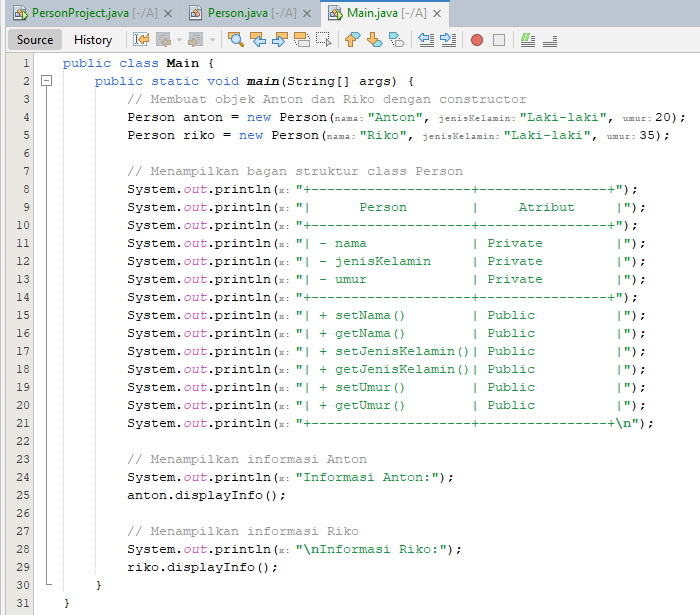 PersonProject.java [-/A] × Person.java [-/A] × Main.java [-/A] ×
Source History
1 public class Main {
2 public static void main(String[] args) {
3 // Membuat objek Anton dan Riko dengan constructor
4 Person anton = new Person(nama: "Anton", jenisKelamin: "Laki-laki", umur: 20);
5 Person riko = new Person(nama: "Riko", jenisKelamin: "Laki-laki", umur: 35);
6
7 // Menampilkan bagan struktur class Person
8 System.out.println(x: "+--------------------+----------------+");
9 System.out.println(x: "|      Person        |     Atribut     |");
10 System.out.println(x: "+--------------------+----------------+");
11 System.out.println(x: "| - nama             | Private         |");
12 System.out.println(x: "| - jenisKelamin     | Private         |");
13 System.out.println(x: "| - umur             | Private         |");
14 System.out.println(x: "+--------------------+----------------+");
15 System.out.println(x: "| + setNama()        | Public          |");
16 System.out.println(x: "| + getNama()        | Public          |");
17 System.out.println(x: "| + setJenisKelamin()| Public          |");
18 System.out.println(x: "| + getJenisKelamin()| Public          |");
19 System.out.println(x: "| + setUmur()        | Public          |");
20 System.out.println(x: "| + getUmur()        | Public          |");
21 System.out.println(x: "+--------------------+----------------+\n");
22
23 // Menampilkan informasi Anton
24 System.out.println(x: "Informasi Anton:");
25 anton.displayInfo();
26
27 // Menampilkan informasi Riko
28 System.out.println(x: "\nInformasi Riko:");
29 riko.displayInfo();
30 }
31 }